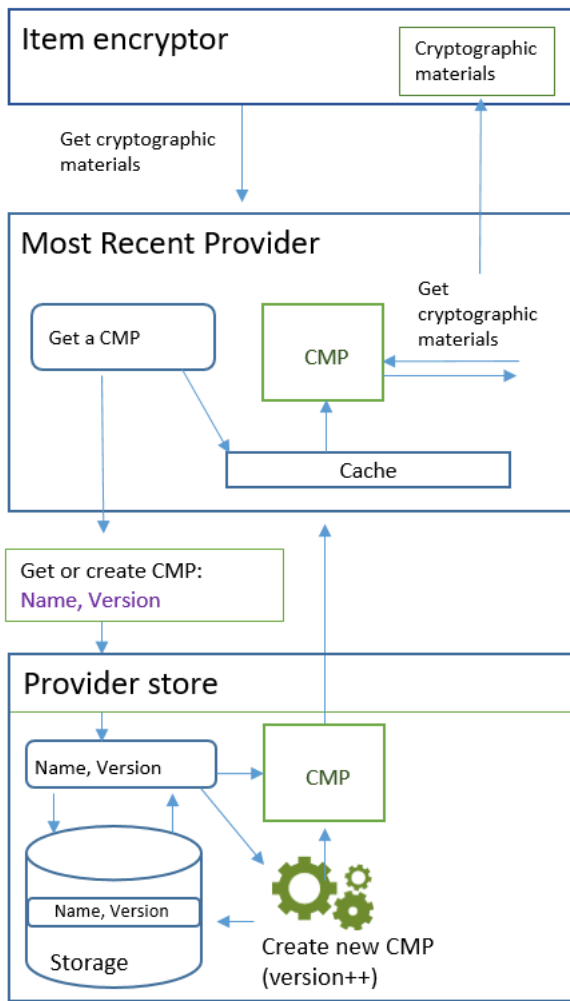 Item encryptor
Cryptographic
materials
Get cryptographic
materials
Most Recent Provider
Get a CMP
CMP
Get
cryptographic
materials
Cache
Get or create CMP:
Name, Version
Provider store
Name, Version
CMP
Name, Version
Storage
Create new CMP
(version++)